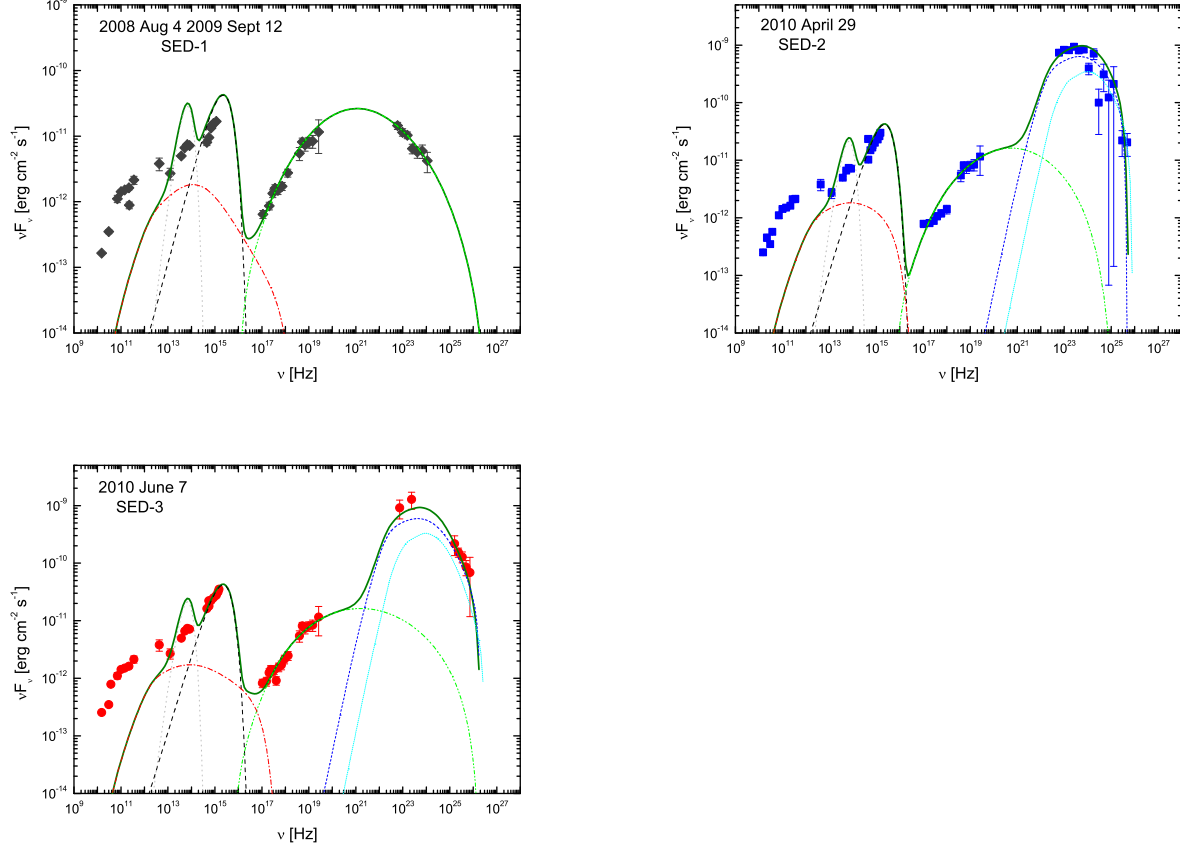 2008 Aug 4 2009 Sept 12
SED-1
10⁻⁹
10⁻¹⁰
10⁻¹¹
10⁻¹²
10⁻¹³
10⁻¹⁴
νFν [erg cm⁻² s⁻¹]
10⁹ 10¹¹ 10¹³ 10¹⁵ 10¹⁷ 10¹⁹ 10²¹ 10²³ 10²⁵ 10²⁷
ν [Hz]
2010 April 29
SED-2
10⁻⁹
10⁻¹⁰
10⁻¹¹
10⁻¹²
10⁻¹³
10⁻¹⁴
νFν [erg cm⁻² s⁻¹]
10⁹ 10¹¹ 10¹³ 10¹⁵ 10¹⁷ 10¹⁹ 10²¹ 10²³ 10²⁵ 10²⁷
ν [Hz]
2010 June 7
SED-3
10⁻⁹
10⁻¹⁰
10⁻¹¹
10⁻¹²
10⁻¹³
10⁻¹⁴
νFν [erg cm⁻² s⁻¹]
10⁹ 10¹¹ 10¹³ 10¹⁵ 10¹⁷ 10¹⁹ 10²¹ 10²³ 10²⁵ 10²⁷
ν [Hz]